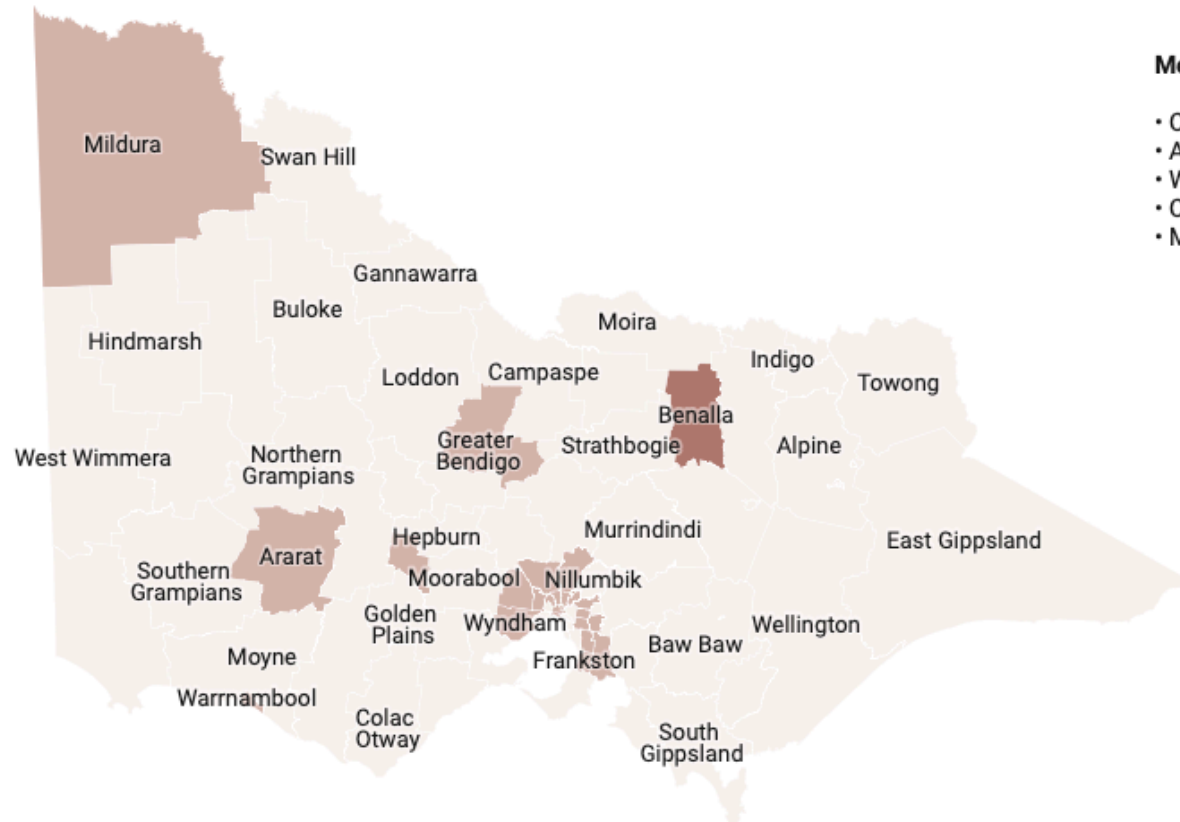 Mildura
Swan Hill
Gannawarra
Buloke
Hindmarsh
Moira
Indigo
Towong
Loddon
Campaspe
Benalla
Alpine
Strathbogie
Greater
Bendigo
West Wimmera
Northern
Grampians
Murrindindi
East Gippsland
Hepburn
Ararat
Southern
Grampians
Moorabool
Nillumbik
Golden
Plains
Wyndham
Wellington
Baw Baw
Frankston
Moyne
Warrnambool
Colac
Otway
South
Gippsland